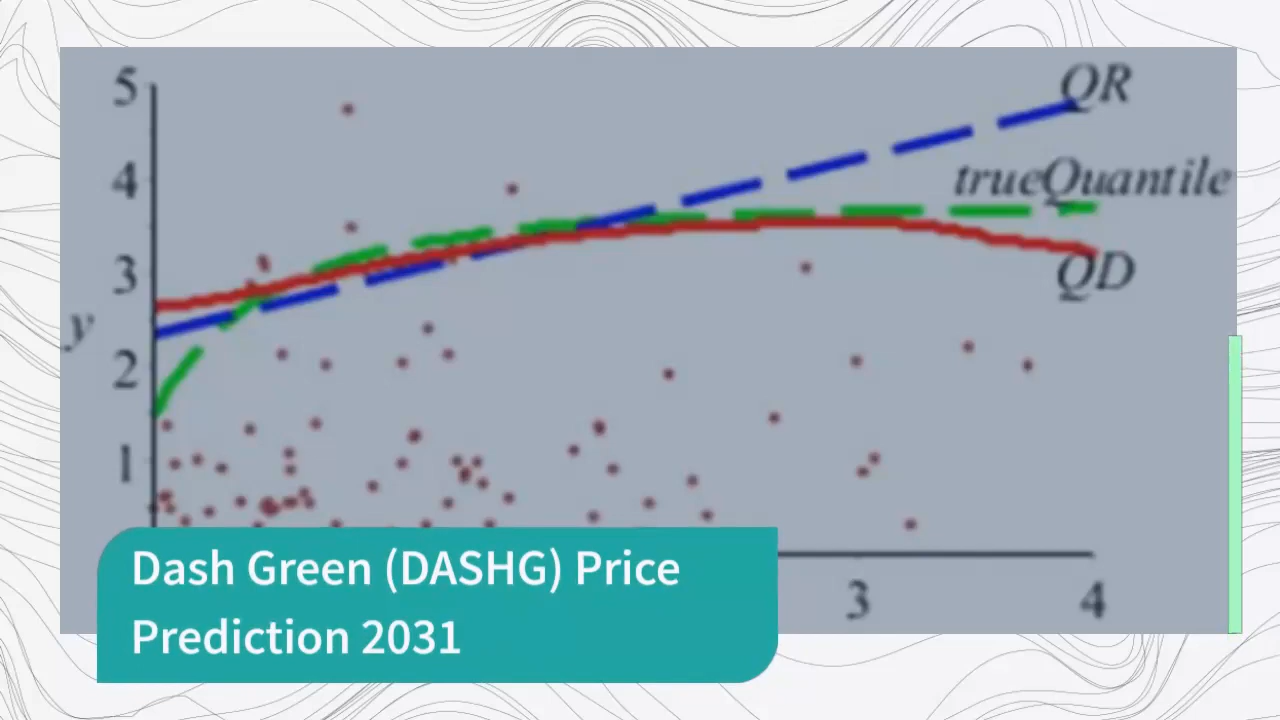 5
QR
4
trueQuantile
3
QD
y
2
1
3
4
Dash Green (DASHG) Price
Prediction 2031